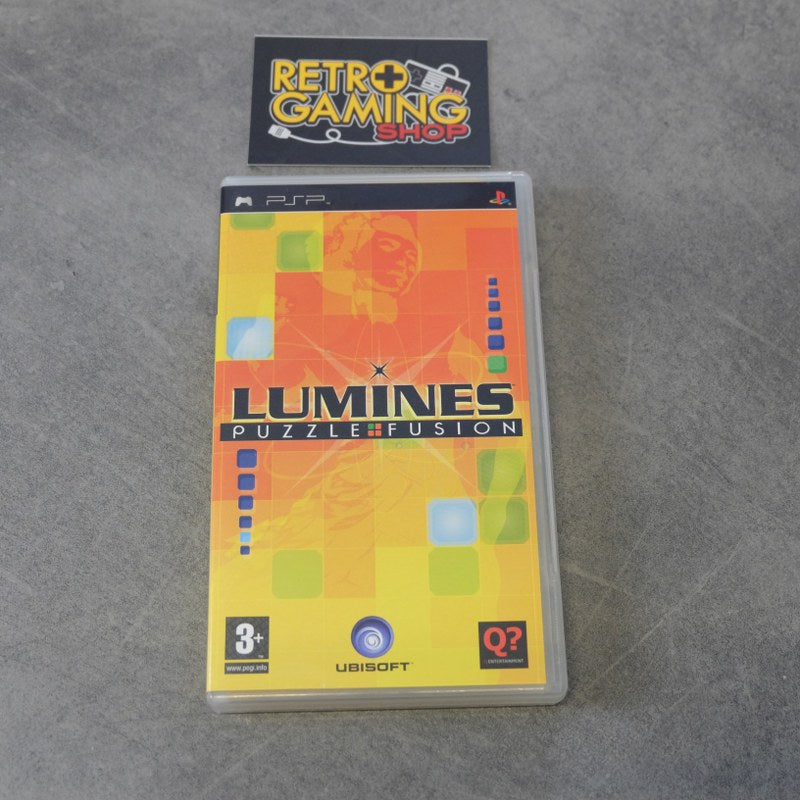 RETRO
GAMING
SHOP
PSP
LUMINES
PUZZLE FUSION
3+
www.pegi.info
UBISOFT
Q?
ENTERTAINMENT